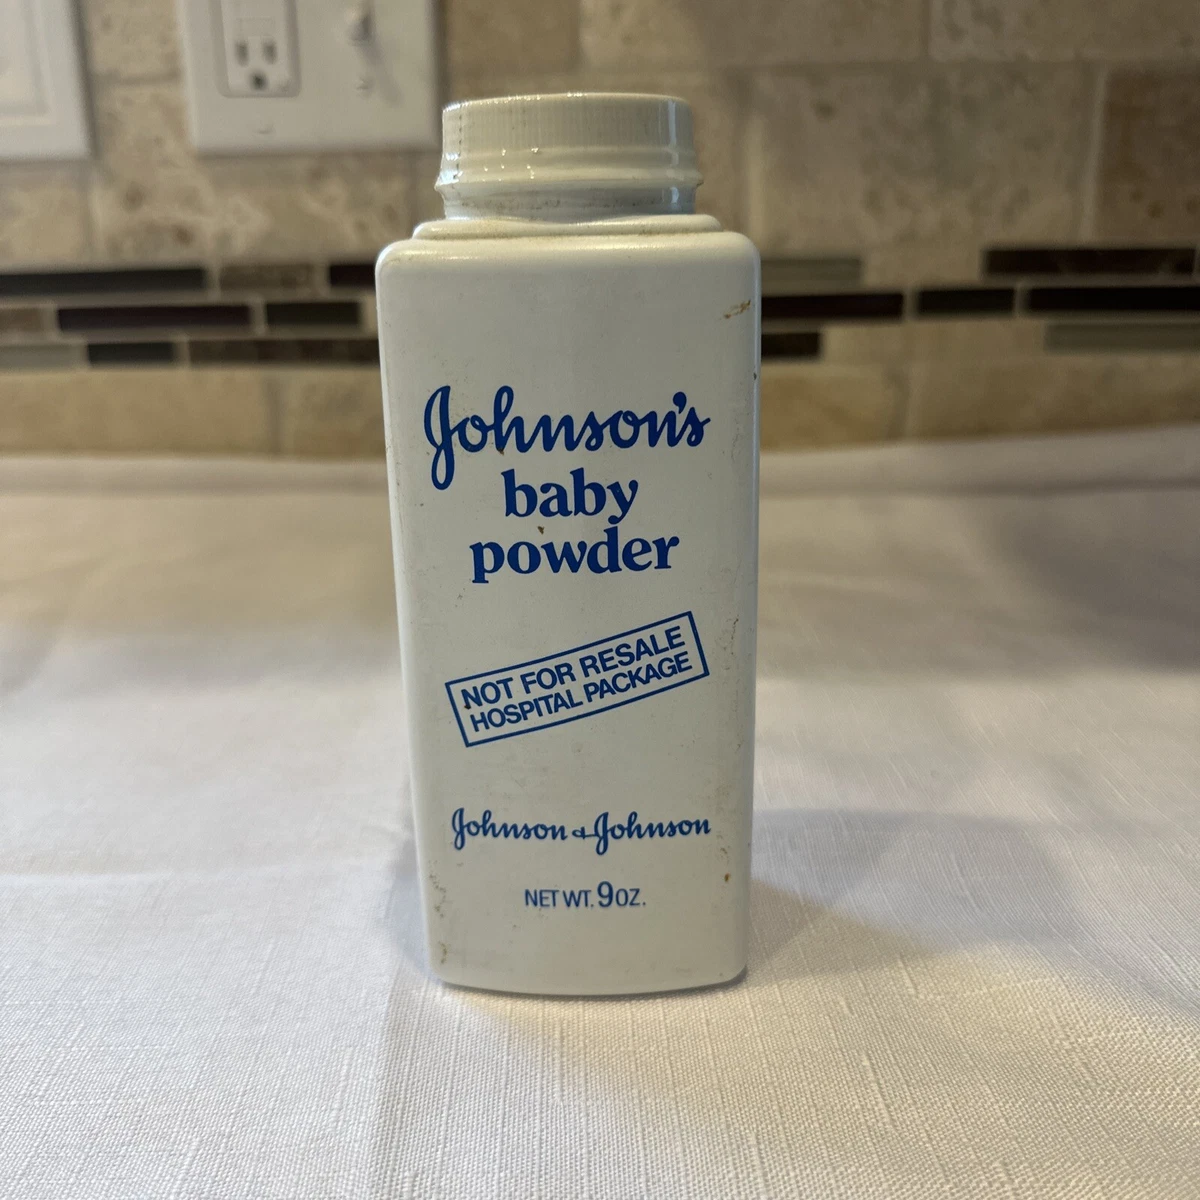 Johnson's
baby
powder
NOT FOR RESALE
HOSPITAL PACKAGE
Johnson & Johnson
NET WT. 9 OZ.